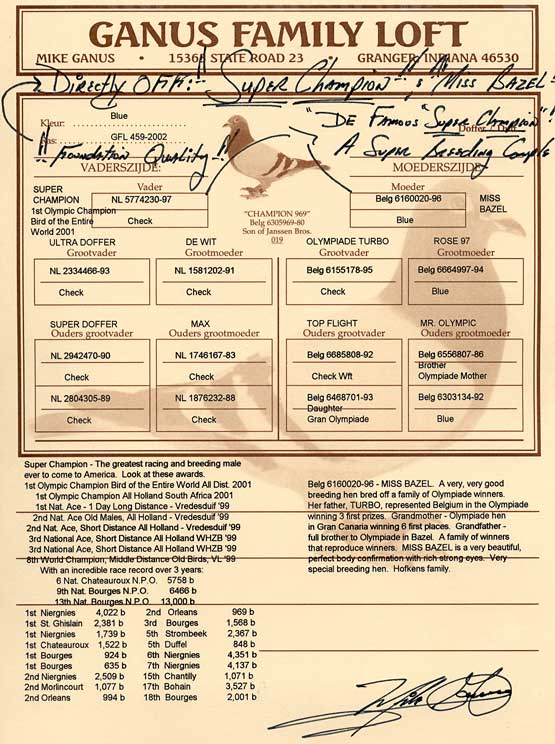 GANUS FAMILY LOFT
MIKE GANUS • 15365 STATE ROAD 23 GRANGER, INDIANA 46530
Directly OFF!! "Super Champion"!! & "Miss Bazel"
Kleur: Blue
GFL 459-2002
"De Famous "Super Champion"!
Doffer / Duif
!! Foundation Quality !!
A Super Breeding Couple
VADERSZIJDE:
MOEDERSZIJDE:
SUPER CHAMPION
1st Olympic Champion
Bird of the Entire
World 2001
Vader
NL 5774230-97
Check
"CHAMPION 969"
Belg 6305969-80
Son of Janssen Bros.
019
Moeder
Belg 6160020-96
Blue
MISS BAZEL
ULTRA DOFFER
Grootvader
NL 2334466-93
Check
DE WIT
Grootmoeder
NL 1581202-91
Check
OLYMPIADE TURBO
Grootvader
Belg 6155178-95
Check
ROSE 97
Grootmoeder
Belg 6664997-94
Blue
SUPER DOFFER
Ouders grootvader
NL 2942470-90
Check
NL 2804305-89
Check
MAX
Ouders grootmoeder
NL 1746167-83
Check
NL 1876232-88
Check
TOP FLIGHT
Ouders grootvader
Belg 6685808-92
Check Wft
Belg 6468701-93
Daughter
Gran Olympiade
MR. OLYMPIC
Ouders grootmoeder
Belg 6556807-86
Brother
Olympiade Mother
Belg 6303134-92
Blue
Super Champion - The greatest racing and breeding male
ever to come to America. Look at these awards.
1st Olympic Champion Bird of the Entire World All Dist. 2001
1st Olympic Champion All Holland South Africa 2001
1st Nat. Ace - 1 Day Long Distance - Vredesduif '99
2nd Nat. Ace Old Males, All Holland - Vredesduif '99
2nd Nat. Ace, Short Distance All Holland - Vredesduif '99
3rd National Ace, Short Distance All Holland WHZB '99
3rd National Ace, Short Distance All Holland WHZB '99
8th World Champion, Middle Distance Old Birds, VL '99
With an incredible race record over 3 years:
6 Nat. Chateauroux N.P.O. 5758 b
9th Nat. Bourges N.P.O. 6466 b
13th Nat. Bourges N.P.O. 13,000 b
1st Niergnies 4,022 b 2nd Orleans 969 b
1st St. Ghislain 2,381 b 3rd Bourges 1,568 b
1st Niergnies 1,739 b 5th Strombeek 2,367 b
1st Chateauroux 1,522 b 5th Duffel 848 b
1st Bourges 924 b 6th Niergnies 4,351 b
1st Bourges 635 b 7th Niergnies 4,137 b
2nd Niergnies 2,509 b 15th Chantilly 1,071 b
2nd Morlincourt 1,077 b 17th Bohain 3,527 b
2nd Orleans 994 b 18th Bourges 2,001 b
Belg 6160020-96 - MISS BAZEL. A very, very good
breeding hen bred off a family of Olympiade winners.
Her father, TURBO, represented Belgium in the Olympiade
winning 3 first prizes. Grandmother - Olympiade hen
in Gran Canaria winning 6 first places. Grandfather -
full brother to Olympiade in Bazel. A family of winners
that reproduce winners. MISS BAZEL is a very beautiful,
perfect body confirmation with rich strong eyes. Very
special breeding hen. Hofkens family.